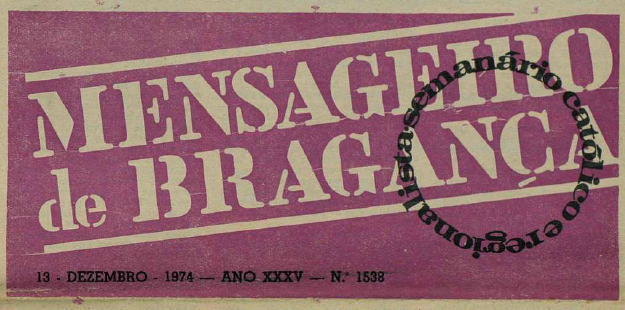 MENSAGEIRO
de BRAGANÇA
semanário católico e regionalista
13 - DEZEMBRO - 1974 — ANO XXXV — N.º 1538